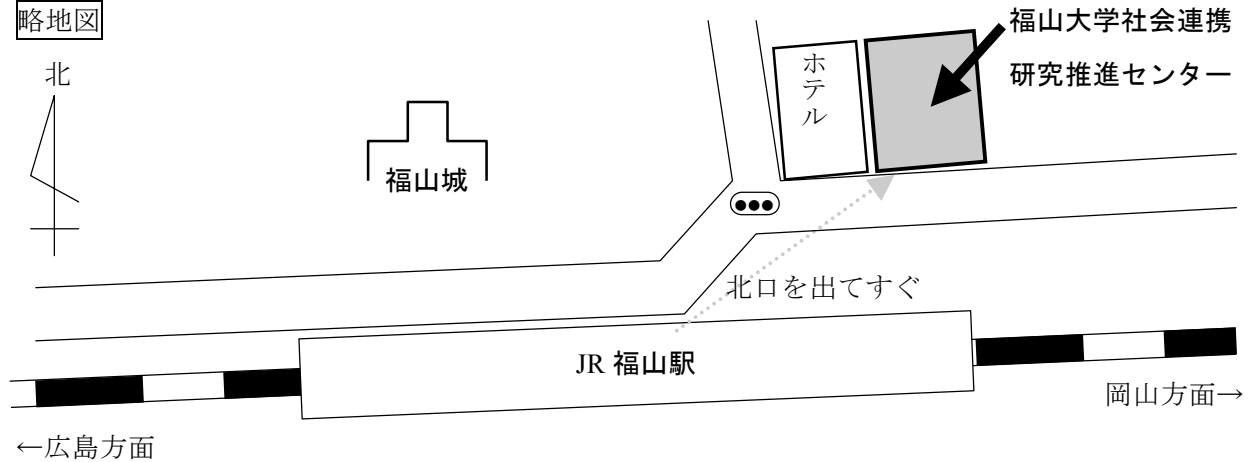 略地図
福山大学社会連携
研究推進センター
北
ホテル
福山城
北口を出てすぐ
JR 福山駅
岡山方面→
←広島方面